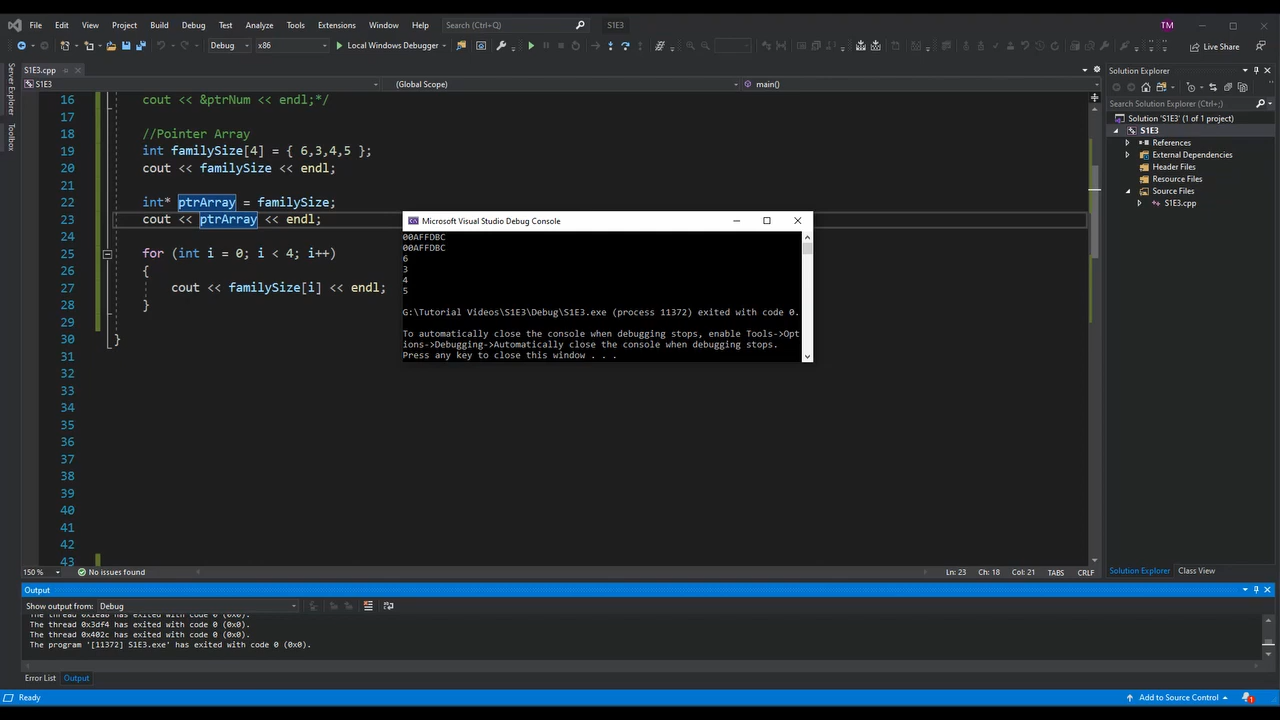 File Edit View Project Build Debug Test Analyze Tools Extensions Window Help Search (Ctrl+Q) S1E3 TM
Debug x86 Local Windows Debugger Live Share
S1E3.cpp
S1E3 (Global Scope) main()
Server Explorer
Toolbox
16 cout << &ptrNum << endl;*/
17
18 //Pointer Array
19 int familySize[4] = { 6,3,4,5 };
20 cout << familySize << endl;
21
22 int* ptrArray = familySize;
23 cout << ptrArray << endl;
24
25 for (int i = 0; i < 4; i++)
26 {
27 cout << familySize[i] << endl;
28 }
29
30 }
31
32
33
34
35
36
37
38
39
40
41
42
43
Microsoft Visual Studio Debug Console
00AFFDBC
00AFFDBC
6
3
4
5
G:\Tutorial Videos\S1E3\Debug\S1E3.exe (process 11372) exited with code 0.
To automatically close the console when debugging stops, enable Tools->Opt
ions->Debugging->Automatically close the console when debugging stops.
Press any key to close this window . . .
Solution Explorer
Search Solution Explorer (Ctrl+;)
Solution 'S1E3' (1 of 1 project)
S1E3
References
External Dependencies
Header Files
Resource Files
Source Files
S1E3.cpp
Solution Explorer Class View
150 % No issues found Ln: 23 Ch: 18 Col: 21 TABS CRLF
Output
Show output from: Debug
has exited with code 0 (0x0).
The thread 0x3df4 has exited with code 0 (0x0).
The thread 0x402c has exited with code 0 (0x0).
The program '[11372] S1E3.exe' has exited with code 0 (0x0).
Error List Output
Ready Add to Source Control 1